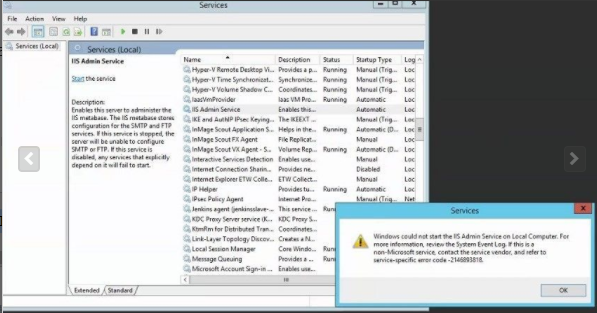 Services
File Action View Help
Services (Local)
Services (Local)
IIS Admin Service
Start the service
Description:
Enables this server to administer the
IIS metabase. The IIS metabase stores
configuration for the SMTP and FTP
services. If this service is stopped, the
server will be unable to configure
SMTP or FTP. If this service is
disabled, any services that explicitly
depend on it will fail to start.
Name Description Status Startup Type Log
Hyper-V Remote Desktop Vi... Provides a p... Running Manual (Trig... Loc
Hyper-V Time Synchronizat... Synchronize... Running Manual (Trig... Loc
Hyper-V Volume Shadow C... Coordinates... Running Manual (Trig... Loc
IaasVmProvider Iaas VM Pro... Running Automatic Loc
IIS Admin Service Enables this... Automatic Loc
IKE and AuthIP IPsec Keying... The IKEEXT ... Running Automatic (Trig... Loc
InMage Scout Application S... Helps in the... Running Automatic (D... Loc
InMage Scout FX Agent File Replicat... Manual Loc
InMage Scout VX Agent - S... Volume Rep... Running Automatic (D... Loc
Interactive Services Detection Enables use... Manual Loc
Internet Connection Sharin... Provides ne... Disabled Loc
Internet Explorer ETW Colle... ETW Collect... Manual Loc
IP Helper Provides tu... Running Automatic Loc
IPsec Policy Agent Internet Pro... Manual (Trig... Net
Jenkins agent (jenkinsslave-... This service ... Run
KDC Proxy Server service (K... KDC Proxy S...
KtmRm for Distributed Tran... Coordinates...
Link-Layer Topology Discov... Creates a N...
Local Session Manager Core Windo... Run
Message Queuing Provides a ... Run
Microsoft Account Sign-in ... Enables use...
Extended Standard
Services
Windows could not start the IIS Admin Service on Local Computer. For
more information, review the System Event Log. If this is a
non-Microsoft service, contact the service vendor, and refer to
service-specific error code -2146893818.
OK